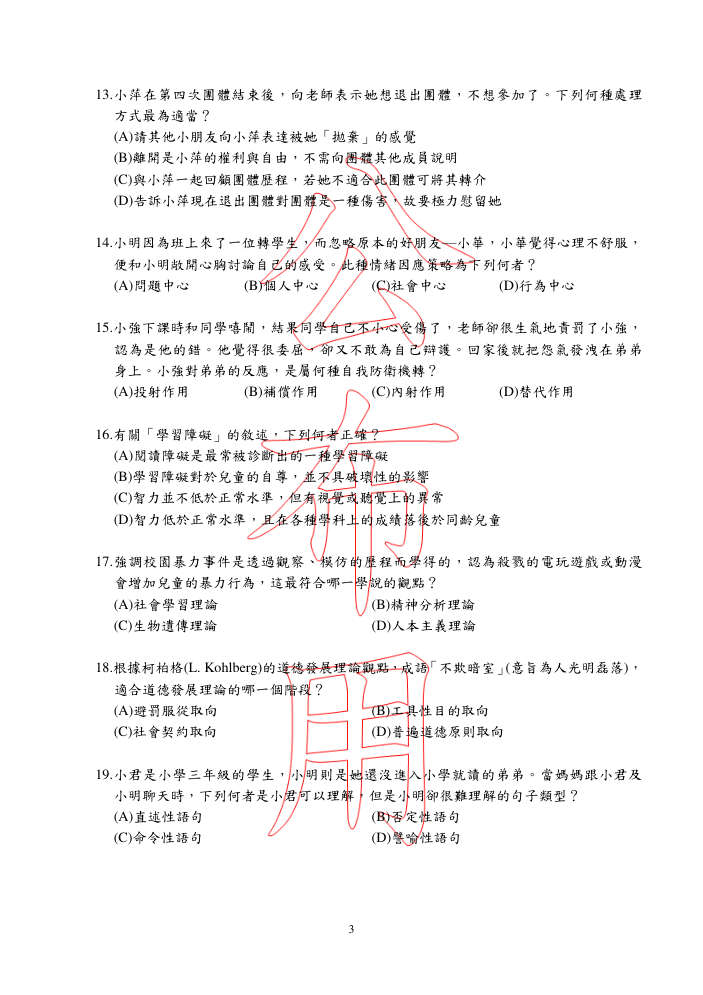 13.小萍在第四次團體結束後，向老師表示她想退出團體，不想參加了。下列何種處理
方式最為適當？
(A)請其他小朋友向小萍表達被她「拋棄」的感覺
(B)離開是小萍的權利與自由，不需向團體其他成員說明
(C)與小萍一起回顧團體歷程，若她不適合此團體可將其轉介
(D)告訴小萍現在退出團體對團體是一種傷害，故要極力慰留她
14.小明因為班上來了一位轉學生，而忽略原本的好朋友—小華，小華覺得心理不舒服，
便和小明敞開心胸討論自己的感受。此種情緒因應策略為下列何者？
(A)問題中心 (B)個人中心 (C)社會中心 (D)行為中心
15.小強下課時和同學嘻鬧，結果同學自己不小心受傷了，老師卻很生氣地責罰了小強，
認為是他的錯。他覺得很委屈，卻又不敢為自己辯護。回家後就把怨氣發洩在弟弟
身上。小強對弟弟的反應，是屬何種自我防衛機轉？
(A)投射作用 (B)補償作用 (C)內射作用 (D)替代作用
16.有關「學習障礙」的敘述，下列何者正確？
(A)閱讀障礙是最常被診斷出的一種學習障礙
(B)學習障礙對於兒童的自尊，並不具破壞性的影響
(C)智力並不低於正常水準，但有視覺或聽覺上的異常
(D)智力低於正常水準，且在各種學科上的成績落後於同齡兒童
17.強調校園暴力事件是透過觀察、模仿的歷程而學得的，認為殺戮的電玩遊戲或動漫
會增加兒童的暴力行為，這最符合哪一學說的觀點？
(A)社會學習理論 (B)精神分析理論
(C)生物遺傳理論 (D)人本主義理論
18.根據柯柏格(L. Kohlberg)的道德發展理論觀點，成語「不欺暗室」(意旨為人光明磊落)，
適合道德發展理論的哪一個階段？
(A)避罰服從取向 (B)工具性目的取向
(C)社會契約取向 (D)普遍道德原則取向
19.小君是小學三年級的學生，小明則是她還沒進入小學就讀的弟弟。當媽媽跟小君及
小明聊天時，下列何者是小君可以理解，但是小明卻很難理解的句子類型？
(A)直述性語句 (B)否定性語句
(C)命令性語句 (D)譬喻性語句
公布用
3